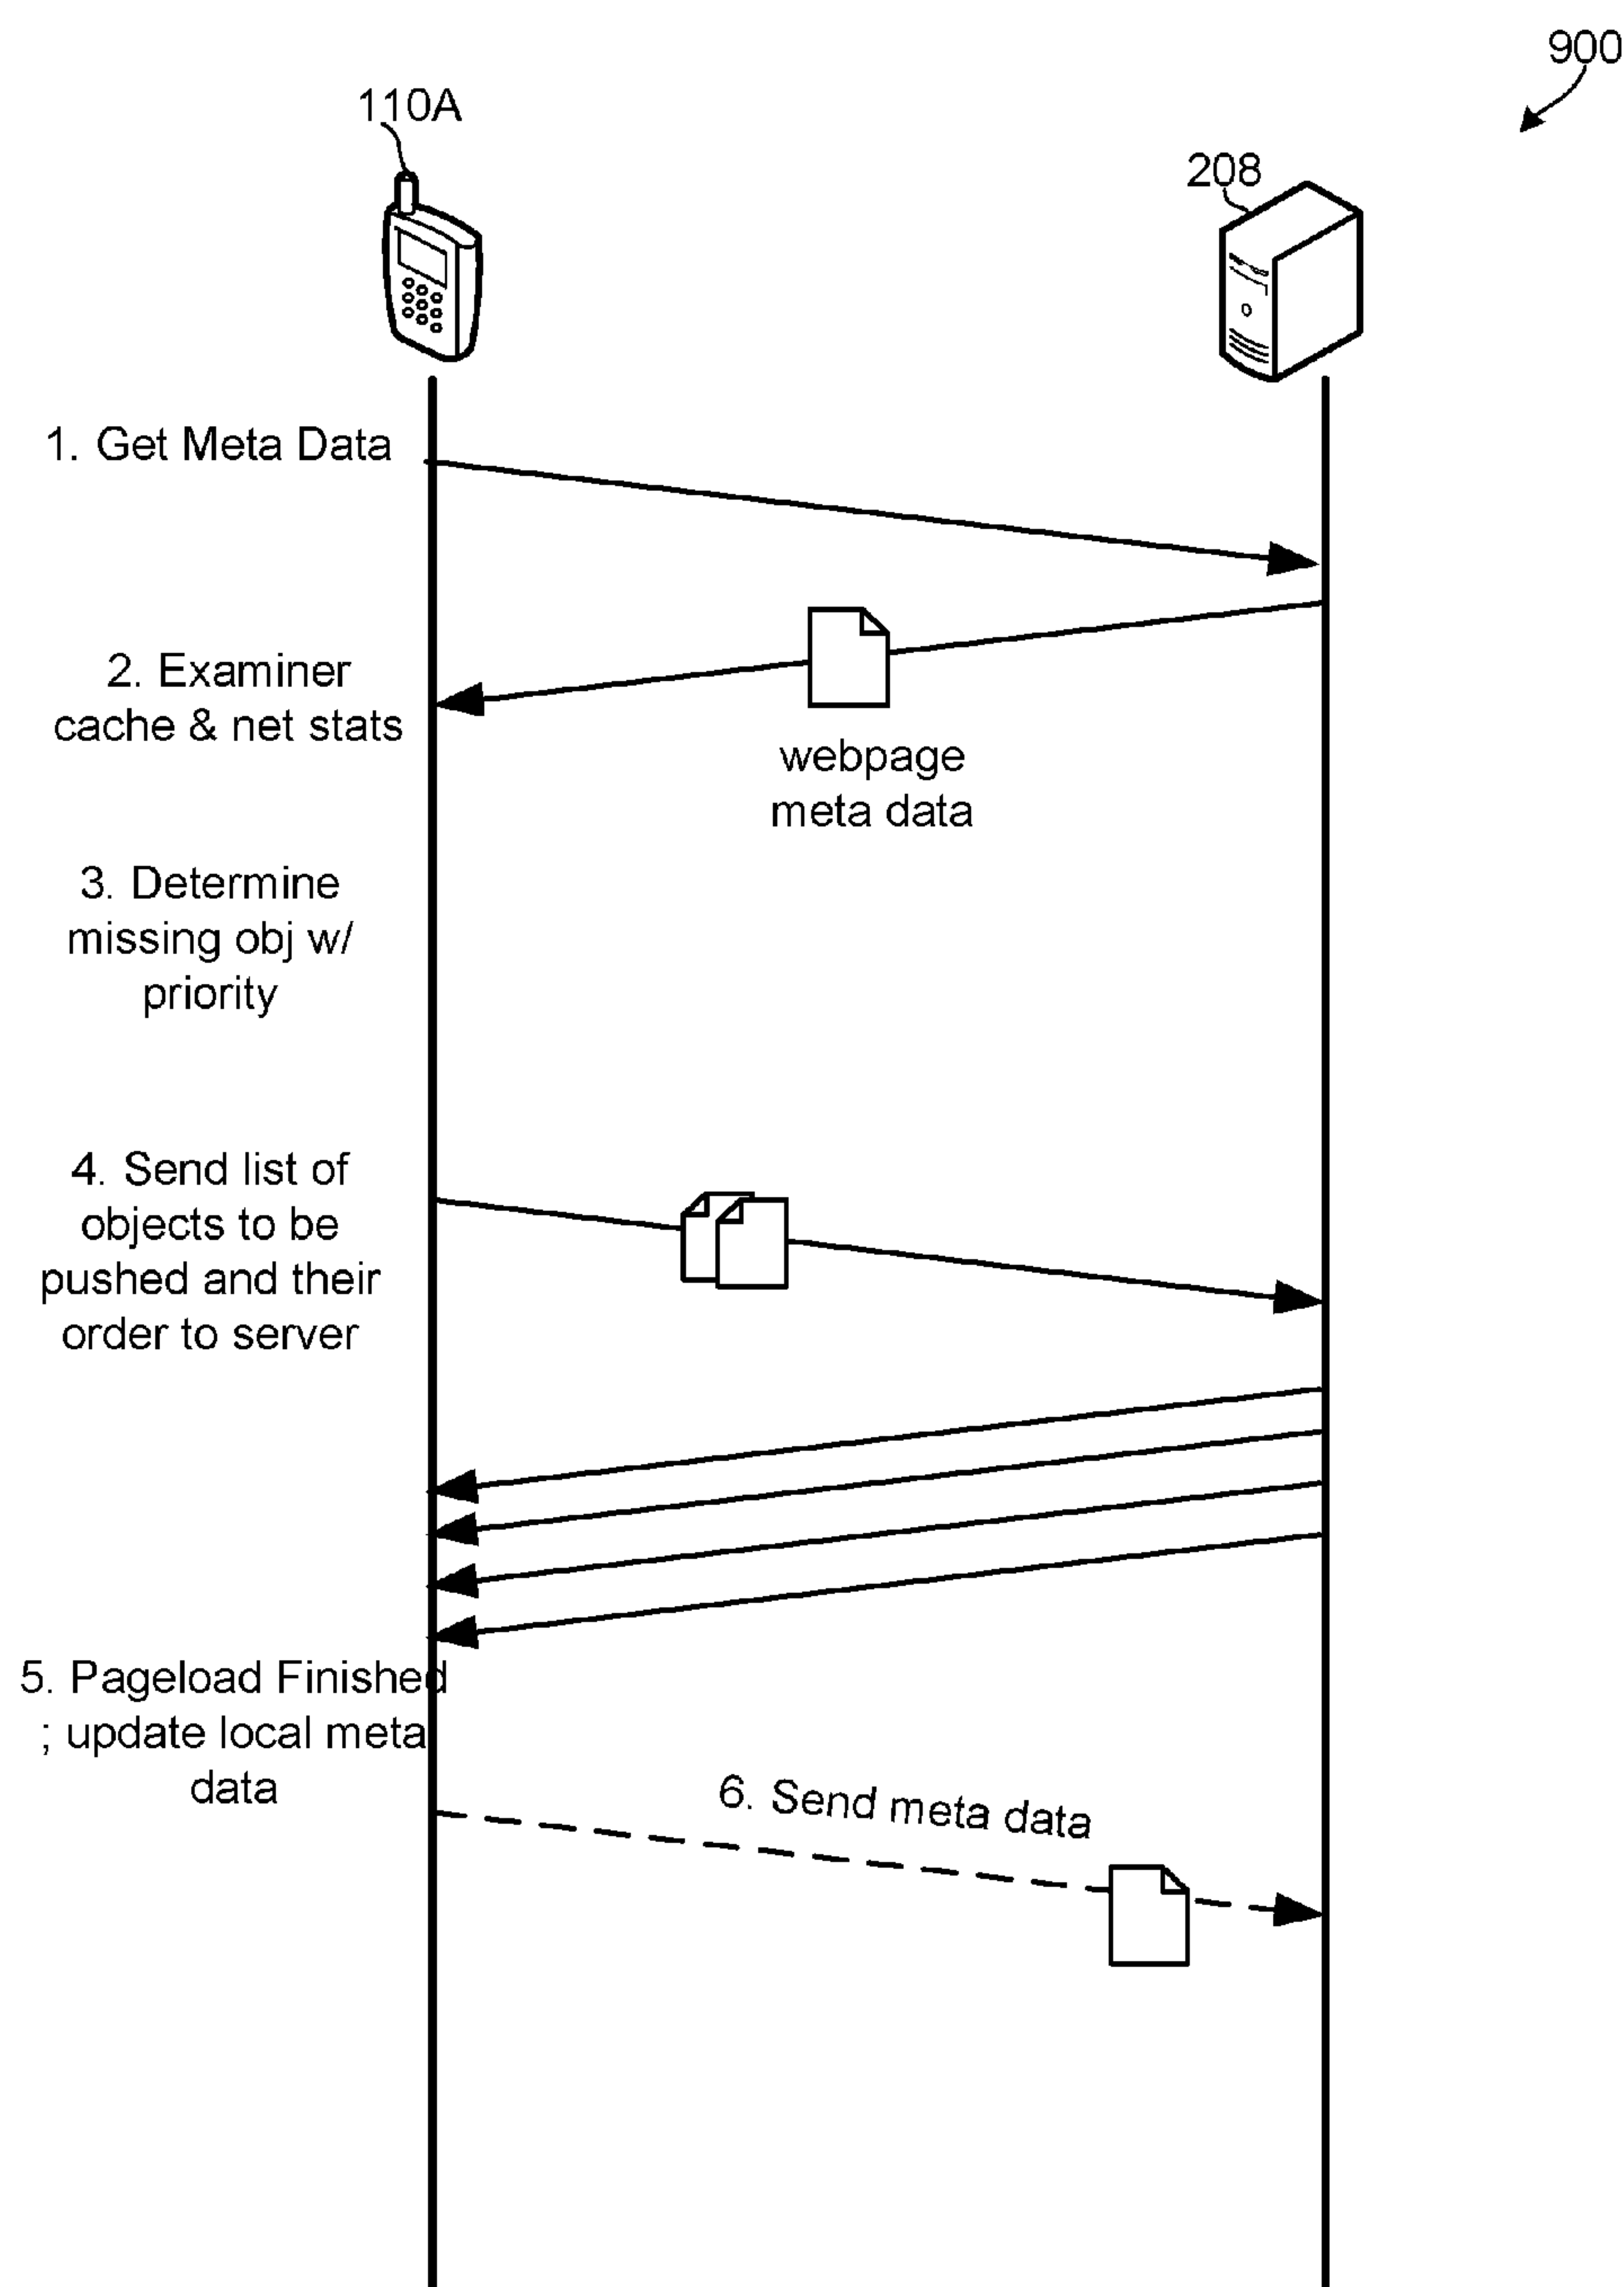 900
110A
208
1. Get Meta Data
2. Examiner
cache & net stats
webpage
meta data
3. Determine
missing obj w/
priority
4. Send list of
objects to be
pushed and their
order to server
5. Pageload Finished
; update local meta
data
6. Send meta data